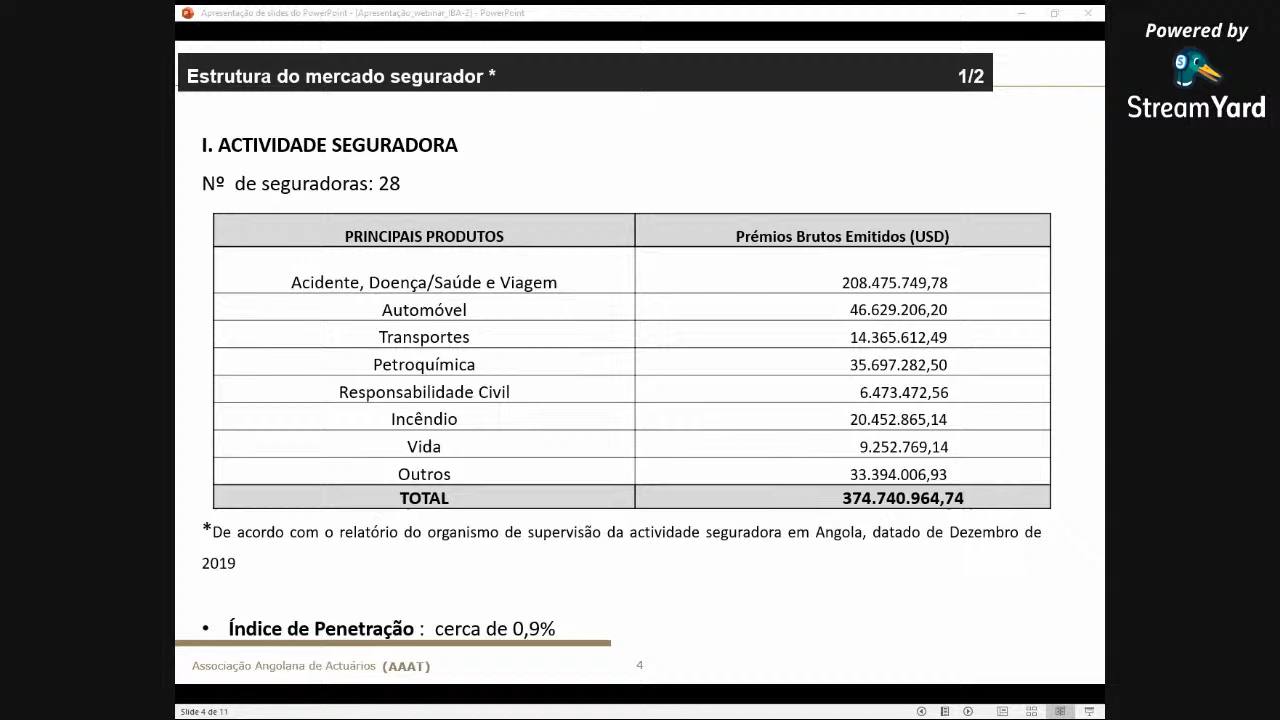 Apresentação de slides do PowerPoint - (Apresentação_webinar_IBA-2) - PowerPoint
Powered by
StreamYard
Estrutura do mercado segurador * 1/2
I. ACTIVIDADE SEGURADORA
Nº de seguradoras: 28
PRINCIPAIS PRODUTOS Prémios Brutos Emitidos (USD)
Acidente, Doença/Saúde e Viagem 208.475.749,78
Automóvel 46.629.206,20
Transportes 14.365.612,49
Petroquímica 35.697.282,50
Responsabilidade Civil 6.473.472,56
Incêndio 20.452.865,14
Vida 9.252.769,14
Outros 33.394.006,93
TOTAL 374.740.964,74
*De acordo com o relatório do organismo de supervisão da actividade seguradora em Angola, datado de Dezembro de
2019
• Índice de Penetração : cerca de 0,9%
Associação Angolana de Actuários (AAAT) 4
Slide 4 de 11